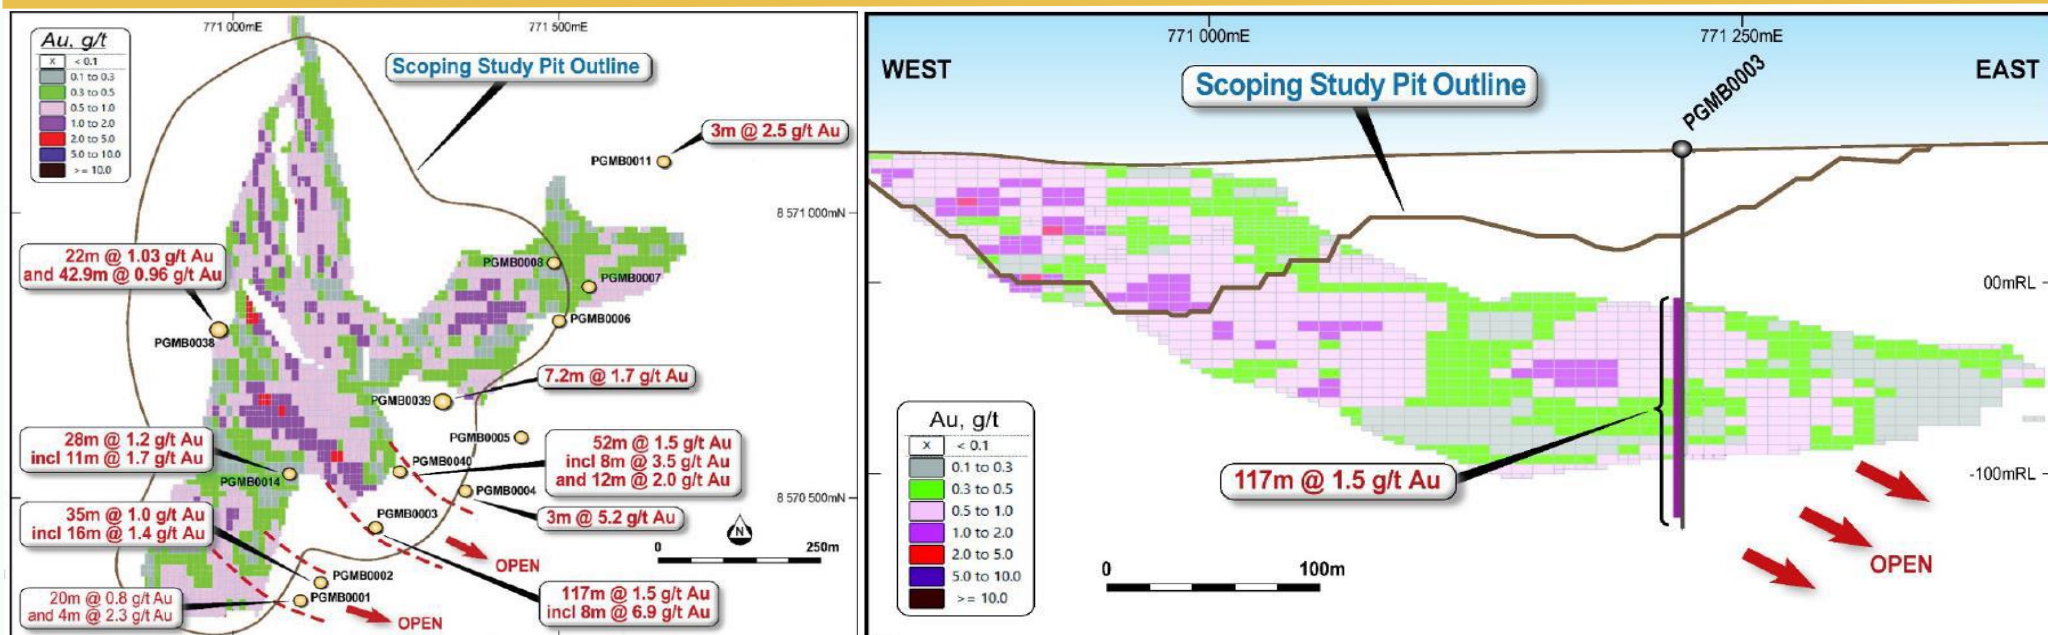 771 000mE
771 500mE
Au, g/t
X < 0.1
0.1 to 0.3
0.3 to 0.5
0.5 to 1.0
1.0 to 2.0
2.0 to 5.0
5.0 to 10.0
>= 10.0
Scoping Study Pit Outline
3m @ 2.5 g/t Au
PGMB0011
8 571 000mN
22m @ 1.03 g/t Au
and 42.9m @ 0.96 g/t Au
PGMB0008
PGMB0007
PGMB0006
PGMB0038
7.2m @ 1.7 g/t Au
PGMB0039
PGMB0005
28m @ 1.2 g/t Au
incl 11m @ 1.7 g/t Au
52m @ 1.5 g/t Au
incl 8m @ 3.5 g/t Au
and 12m @ 2.0 g/t Au
PGMB0040
PGMB0014
PGMB0004
8 570 500mN
35m @ 1.0 g/t Au
incl 16m @ 1.4 g/t Au
PGMB0003
3m @ 5.2 g/t Au
N
0 250m
OPEN
PGMB0002
PGMB0001
117m @ 1.5 g/t Au
incl 8m @ 6.9 g/t Au
20m @ 0.8 g/t Au
and 4m @ 2.3 g/t Au
OPEN
771 000mE
771 250mE
WEST
EAST
Scoping Study Pit Outline
PGMB0003
00mRL
-100mRL
Au, g/t
X < 0.1
0.1 to 0.3
0.3 to 0.5
0.5 to 1.0
1.0 to 2.0
2.0 to 5.0
5.0 to 10.0
>= 10.0
117m @ 1.5 g/t Au
0 100m
OPEN